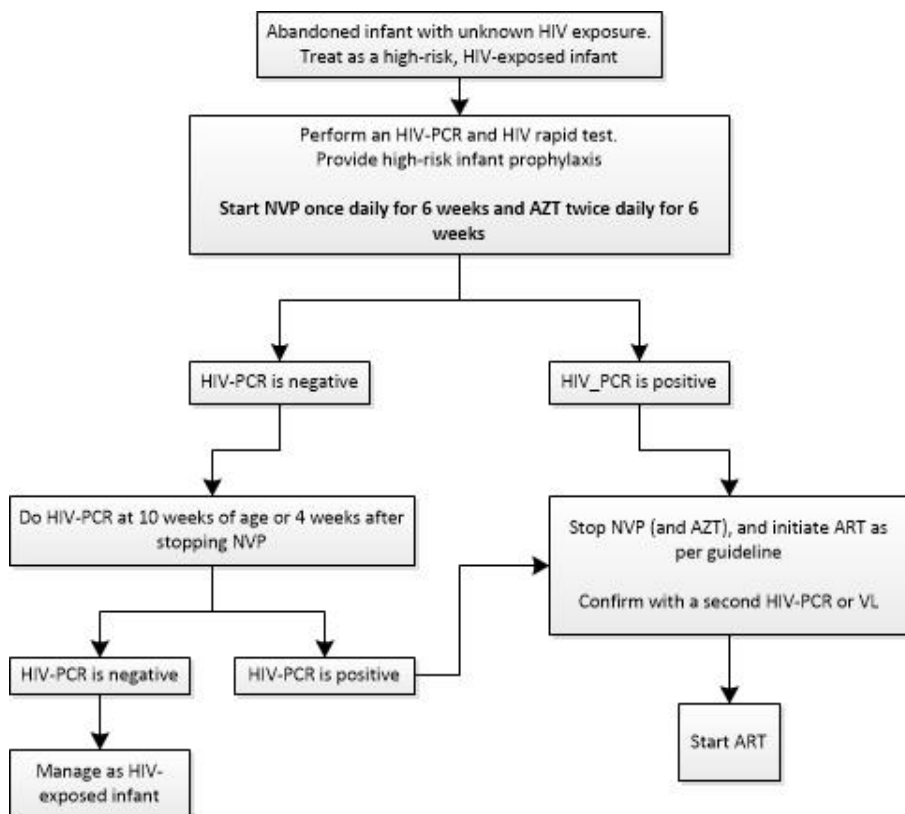 Abandoned infant with unknown HIV exposure.
Treat as a high-risk, HIV-exposed infant
Perform an HIV-PCR and HIV rapid test.
Provide high-risk infant prophylaxis
Start NVP once daily for 6 weeks and AZT twice daily for 6
weeks
HIV-PCR is negative
HIV_PCR is positive
Do HIV-PCR at 10 weeks of age or 4 weeks after
stopping NVP
Stop NVP (and AZT), and initiate ART as
per guideline
Confirm with a second HIV-PCR or VL
HIV-PCR is negative
HIV-PCR is positive
Start ART
Manage as HIV-
exposed infant